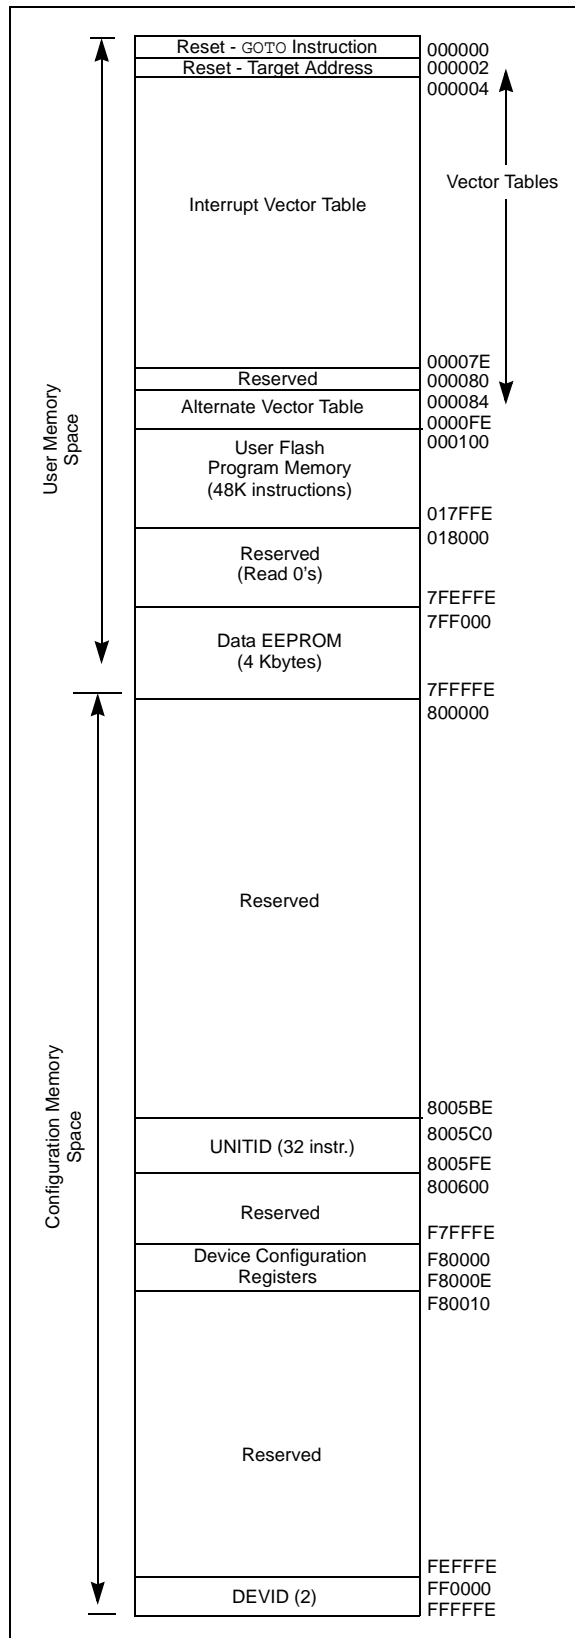 Reset - GOTO Instruction
000000
Reset - Target Address
000002
000004
Interrupt Vector Table
Vector Tables
00007E
Reserved
000080
Alternate Vector Table
000084
0000FE
User Flash
Program Memory
(48K instructions)
000100
017FFE
Reserved
(Read 0's)
018000
7FEFFE
Data EEPROM
(4 Kbytes)
7FF000
7FFFFE
User Memory
Space
800000
Reserved
8005BE
UNITID (32 instr.)
8005C0
8005FE
800600
Reserved
F7FFFE
Device Configuration
Registers
F80000
F8000E
F80010
Reserved
FEFFFE
DEVID (2)
FF0000
FFFFFE
Configuration Memory
Space